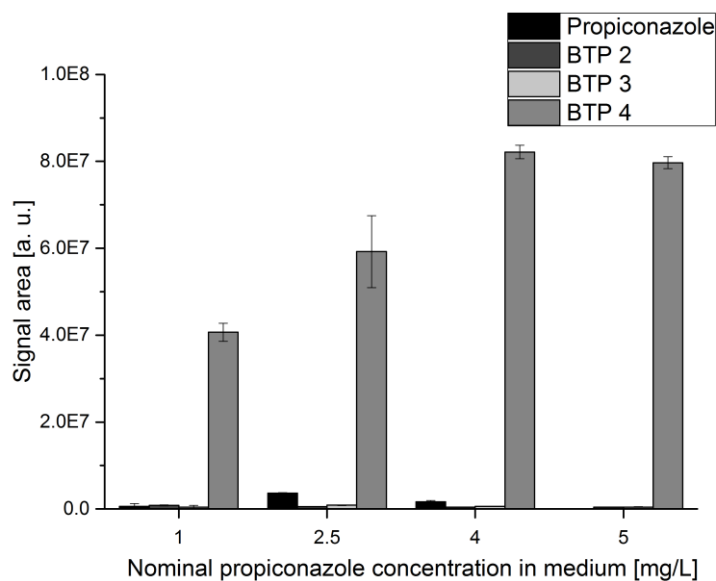 Propiconazole
BTP 2
BTP 3
BTP 4
1.0E8
8.0E7
6.0E7
4.0E7
2.0E7
0.0
Signal area [a. u.]
1 2.5 4 5
Nominal propiconazole concentration in medium [mg/L]